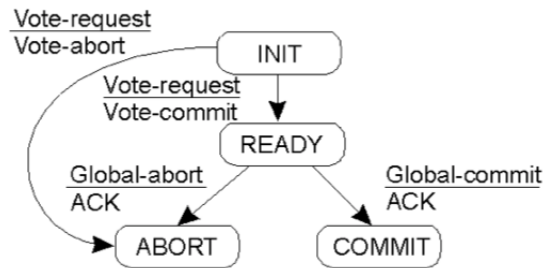 Vote-request
Vote-abort
INIT
Vote-request
Vote-commit
READY
Global-abort
ACK
Global-commit
ACK
ABORT
COMMIT